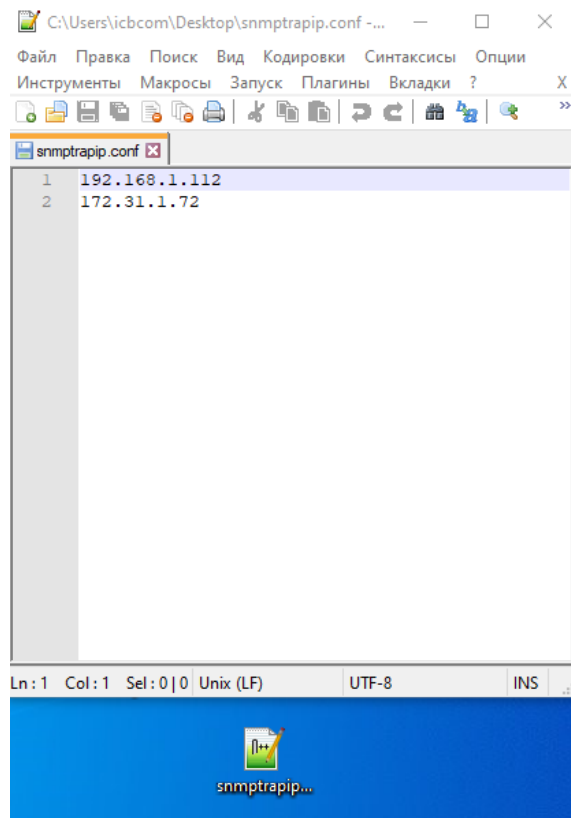 C:\Users\icbcom\Desktop\snmptrapip.conf -...
Файл Правка Поиск Вид Кодировки Синтаксисы Опции
Инструменты Макросы Запуск Плагины Вкладки ? X
snmptrapip.conf
1 192.168.1.112
2 172.31.1.72
Ln : 1 Col : 1 Sel : 0 | 0 Unix (LF) UTF-8 INS
snmptrapip...